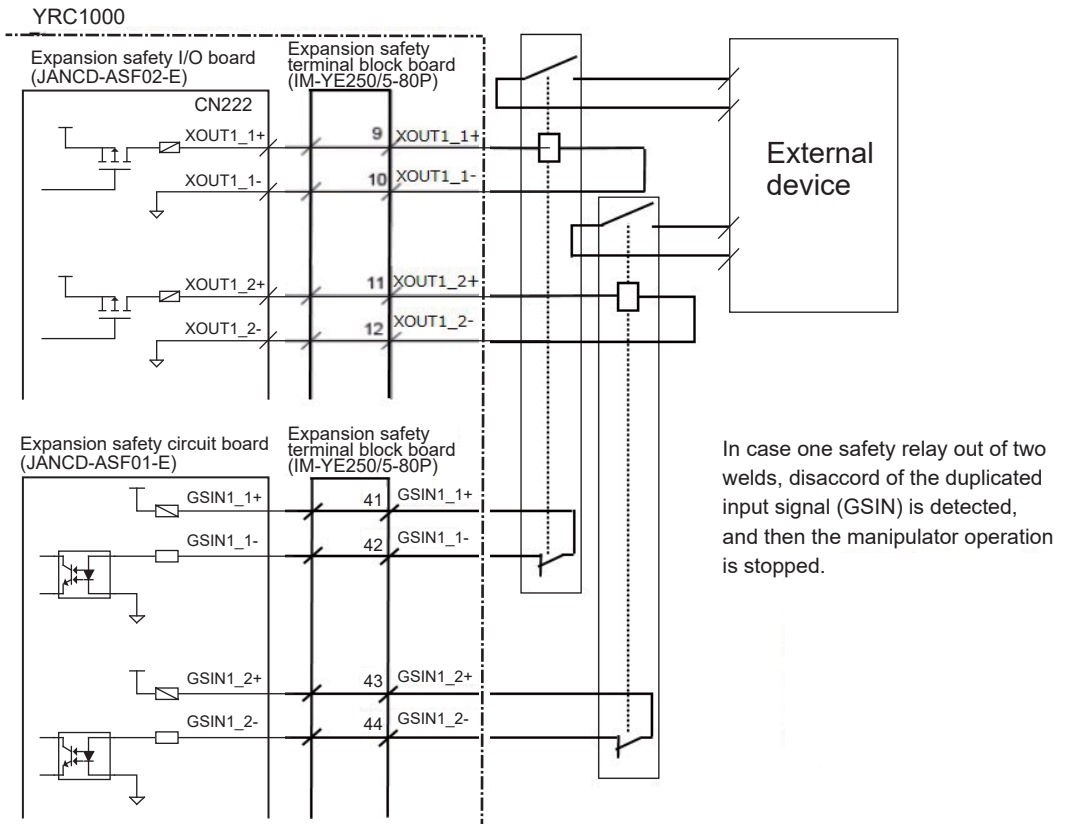 YRC1000
Expansion safety I/O board
(JANCD-ASF02-E)
Expansion safety
terminal block board
(IM-YE250/5-80P)
CN222
XOUT1_1+
9
XOUT1_1+
XOUT1_1-
10
XOUT1_1-
XOUT1_2+
11
XOUT1_2+
XOUT1_2-
12
XOUT1_2-
External
device
Expansion safety circuit board
(JANCD-ASF01-E)
Expansion safety
terminal block board
(IM-YE250/5-80P)
GSIN1_1+
41
GSIN1_1+
GSIN1_1-
42
GSIN1_1-
GSIN1_2+
43
GSIN1_2+
GSIN1_2-
44
GSIN1_2-
In case one safety relay out of two
welds, disaccord of the duplicated
input signal (GSIN) is detected,
and then the manipulator operation
is stopped.